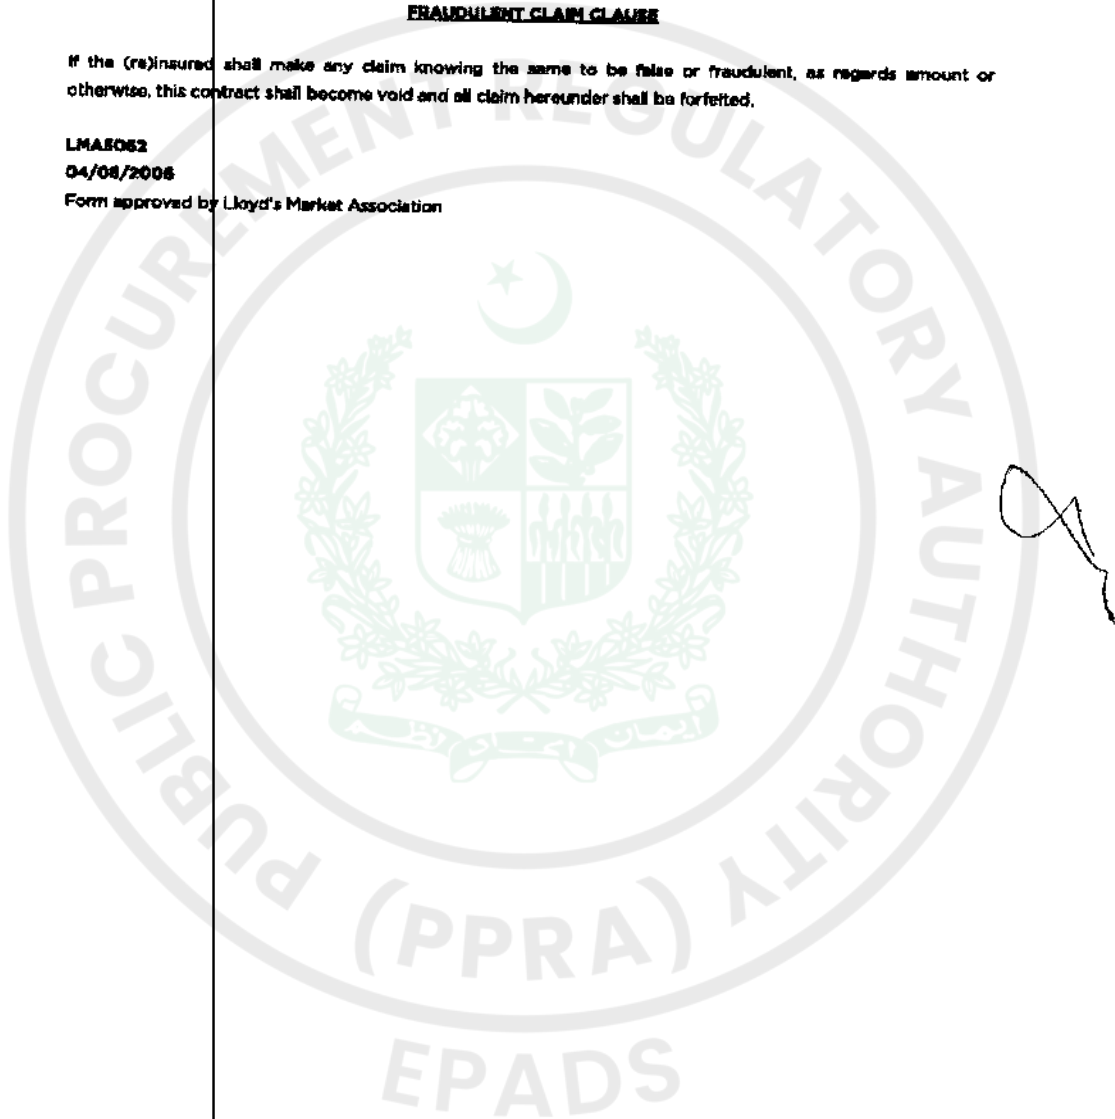 FRAUDULENT CLAIM CLAUSE
If the (re)insured shall make any claim knowing the same to be false or fraudulent, as regards amount or
otherwise, this contract shall become void and all claim hereunder shall be forfeited.
LMA5062
04/06/2006
Form approved by Lloyd's Market Association
PUBLIC PROCUREMENT REGULATORY AUTHORITY
(PPRA)
EPADS